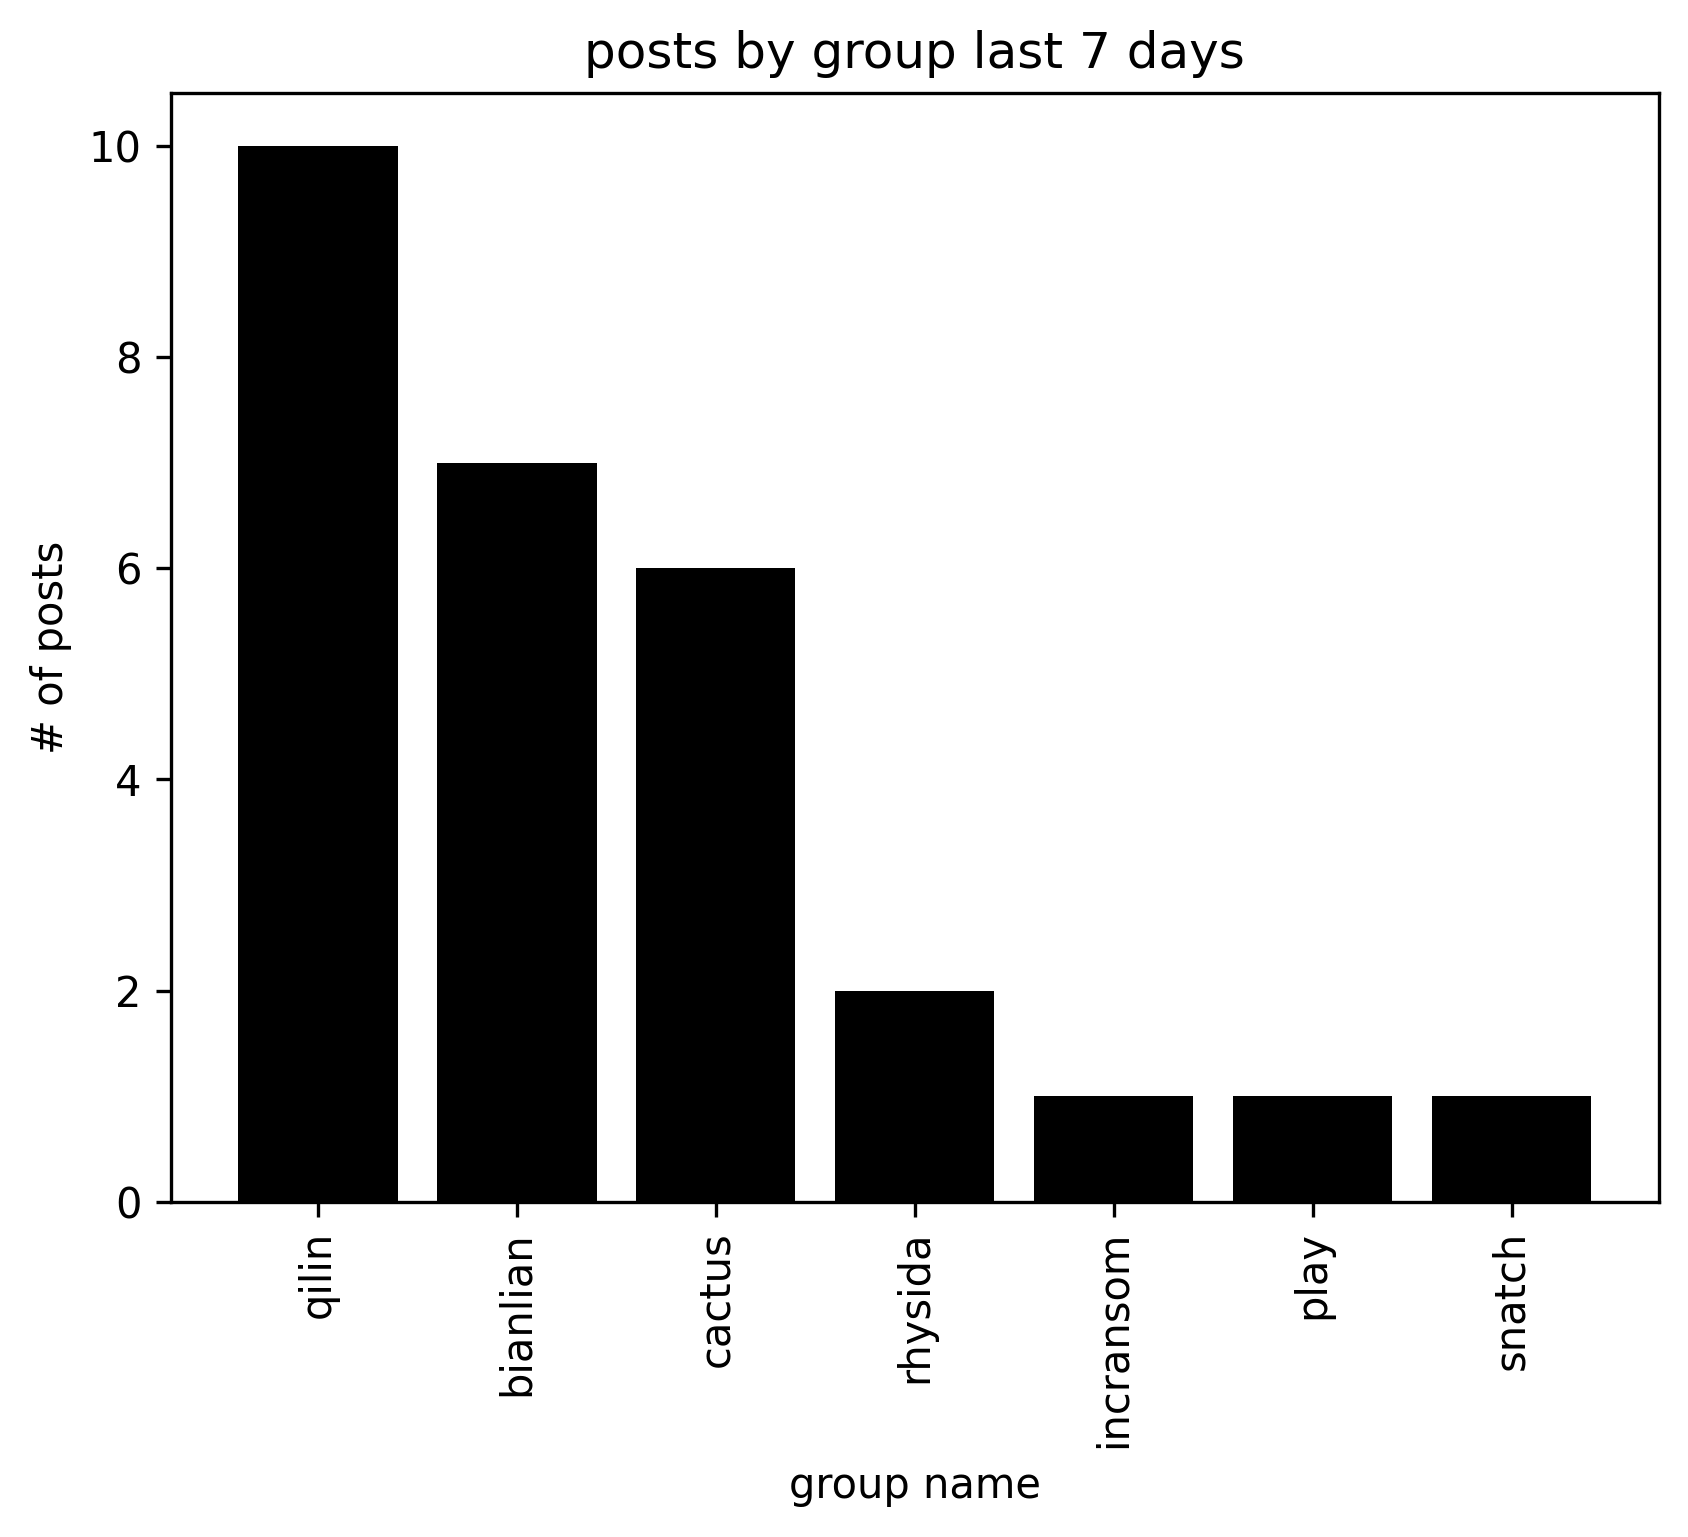 posts by group last 7 days
10
8
6
4
2
0
# of posts
qilin
bianlian
cactus
rhysida
incransom
play
snatch
group name